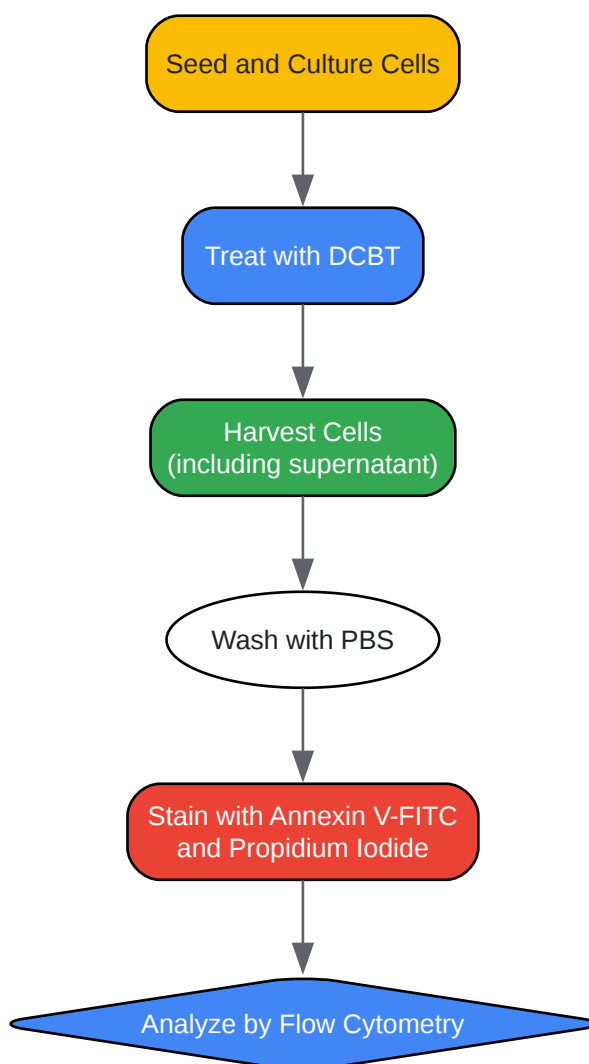 Seed and Culture Cells
Treat with DCBT
Harvest Cells
(including supernatant)
Wash with PBS
Stain with Annexin V-FITC
and Propidium Iodide
Analyze by Flow Cytometry